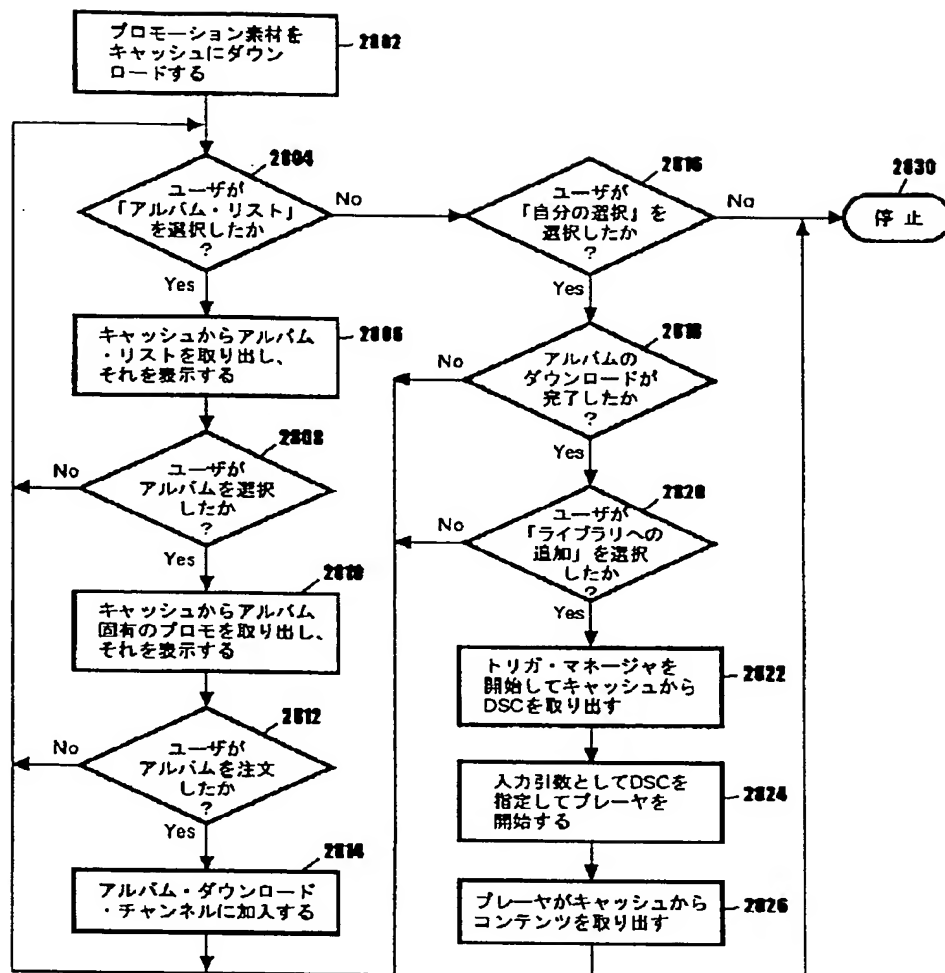 プロモーション素材を
キャッシュにダウン
ロードする
2802
2804
ユーザが
「アルバム・リスト」
を選択したか
?
No
Yes
キャッシュからアルバム
・リストを取り出し、
それを表示する
2806
2808
ユーザが
アルバムを選択
したか
?
No
Yes
2810
キャッシュからアルバム
固有のプロモを取り出し、
それを表示する
2812
ユーザが
アルバムを注文
したか
?
No
Yes
2814
アルバム・ダウンロード
・チャンネルに加入する
2816
ユーザが
「自分の選択」を
選択したか
?
No
Yes
2818
アルバムの
ダウンロードが
完了したか
?
No
Yes
2820
ユーザが
「ライブラリへの
追加」を選択
したか
?
No
Yes
トリガ・マネージャを
開始してキャッシュから
DSCを取り出す
2822
入力引数としてDSCを
指定してプレーヤを
開始する
2824
プレーヤがキャッシュから
コンテンツを取り出す
2826
2830
停止